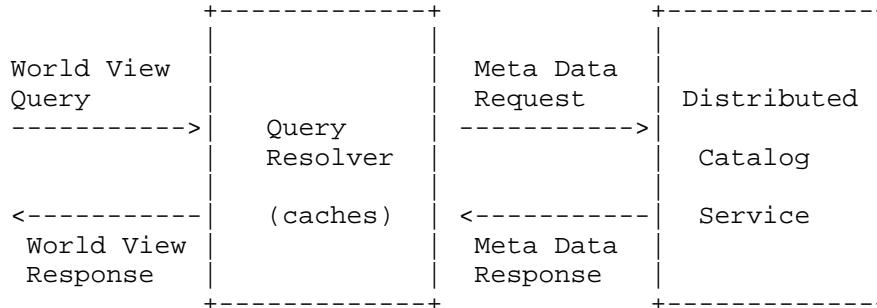 World View Meta Data
Query Request Distributed
Query
Resolver Catalog
(caches) Service
World View Meta Data
Response Response